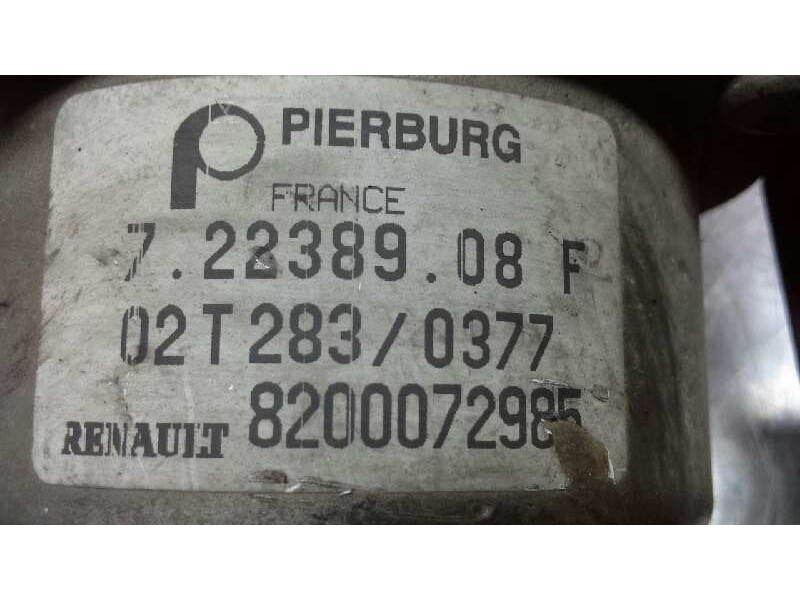 PIERBURG
FRANCE
7.22389.08 F
02T283/0377
RENAULT 8200072985